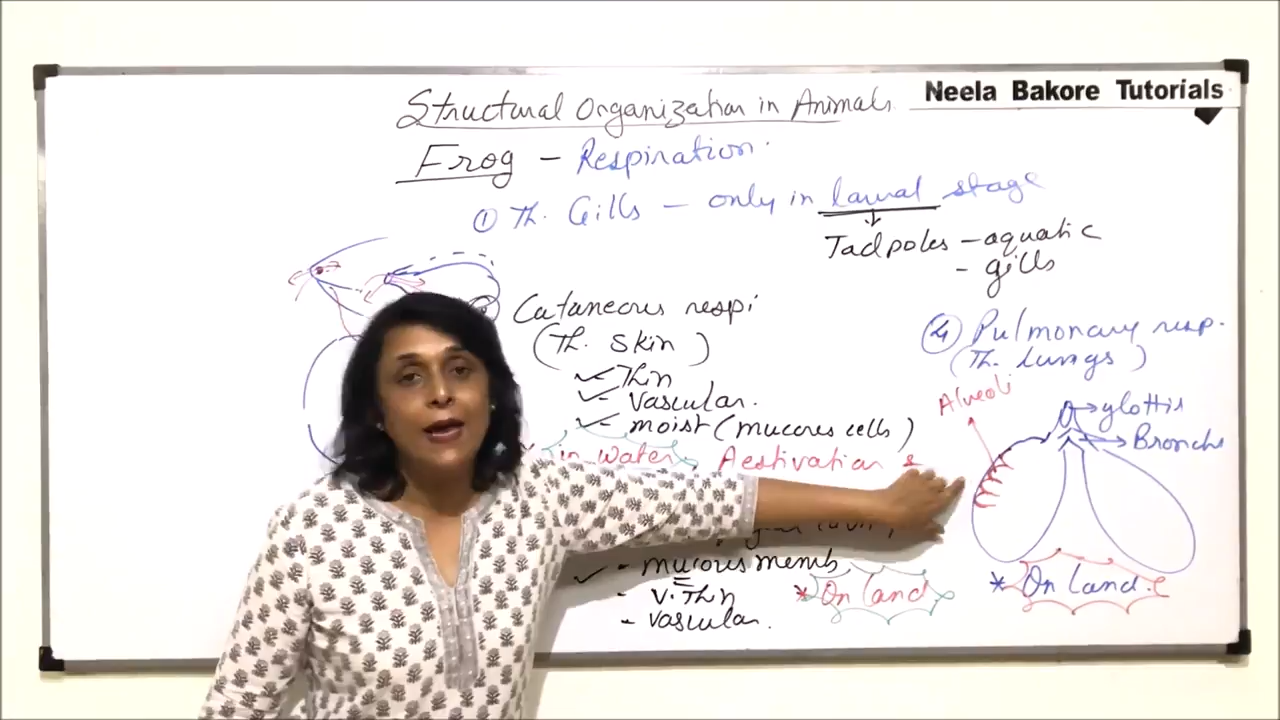 Structural Organization in Animals
Neela Bakore Tutorials
Frog - Respiration.
① Th. Gills - only in larval stage
Tadpoles - aquatic
- gills
Cutaneous respi
(Th. Skin)
Thin
- vascular.
- moist (mucous cells)
* in water, Aestivation &
- mucous memb
- v. Thin
- vascular.
* On land
④ Pulmonary resp.
(Th. lungs)
Alveoli
glottis
Bronchi
* On land.